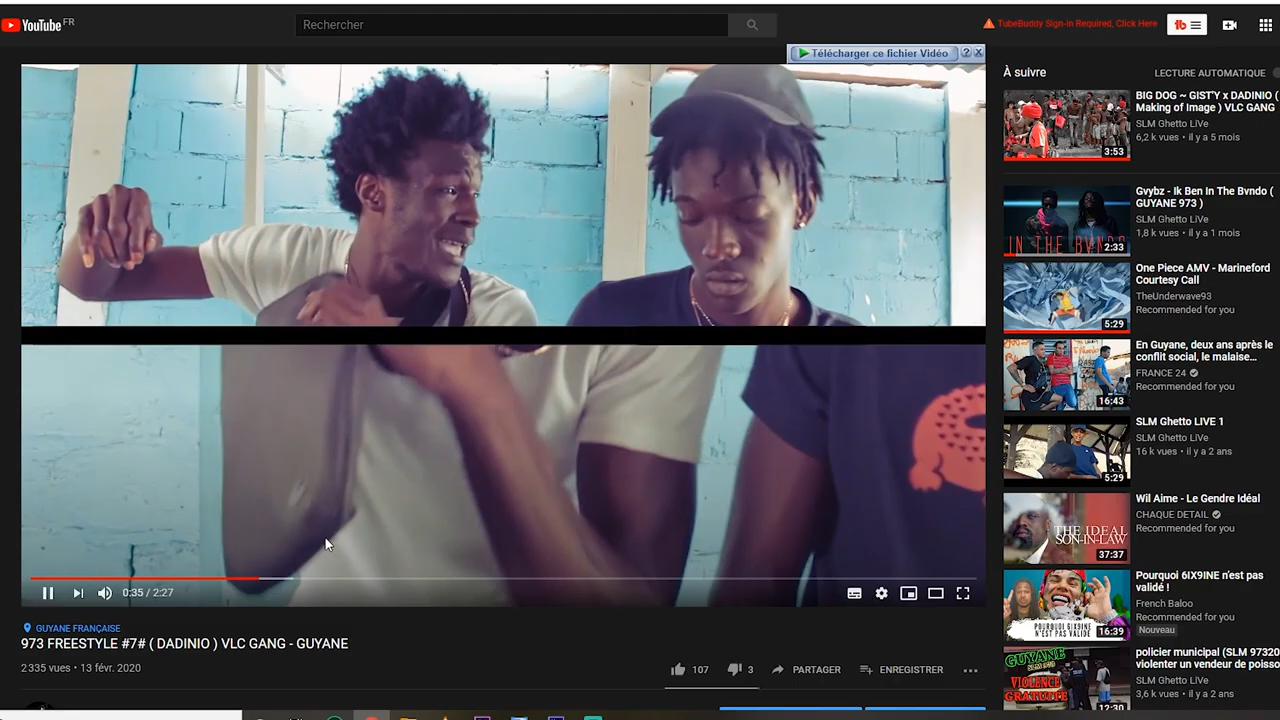 YouTube FR
Rechercher
TubeBuddy Sign-in Required, Click Here
tb
Télécharger ce fichier Vidéo ? X
À suivre
LECTURE AUTOMATIQUE
BIG DOG ~ GIST'Y x DADINIO (
Making of Image ) VLC GANG
SLM Ghetto LiVe
6,2 k vues • il y a 5 mois
3:53
Gvybz - Ik Ben In The Bvndo (
GUYANE 973 )
SLM Ghetto LiVe
1,8 k vues • il y a 1 mois
IN THE BVNDO
2:33
One Piece AMV - Marineford
Courtesy Call
TheUnderwave93
Recommended for you
5:29
En Guyane, deux ans après le
conflit social, le malaise...
FRANCE 24
Recommended for you
16:43
SLM Ghetto LIVE 1
SLM Ghetto LiVe
16 k vues • il y a 2 ans
5:29
Wil Aime - Le Gendre Idéal
CHAQUE DETAIL
Recommended for you
THE IDEAL
SON-IN-LAW
37:37
Pourquoi 6IX9INE n'est pas
validé !
French Baloo
Recommended for you
Nouveau
POURQUOI 6IX9INE
N'EST PAS VALIDÉ
16:39
policier municipal (SLM 97320
violenter un vendeur de poisso
SLM Ghetto LiVe
3,6 k vues • il y a 2 ans
GUYANE
VIOLENCE
GRATUITE
12:30
0:35 / 2:27
GUYANE FRANÇAISE
973 FREESTYLE #7# ( DADINIO ) VLC GANG - GUYANE
2 335 vues • 13 févr. 2020
107
3
PARTAGER
ENREGISTRER